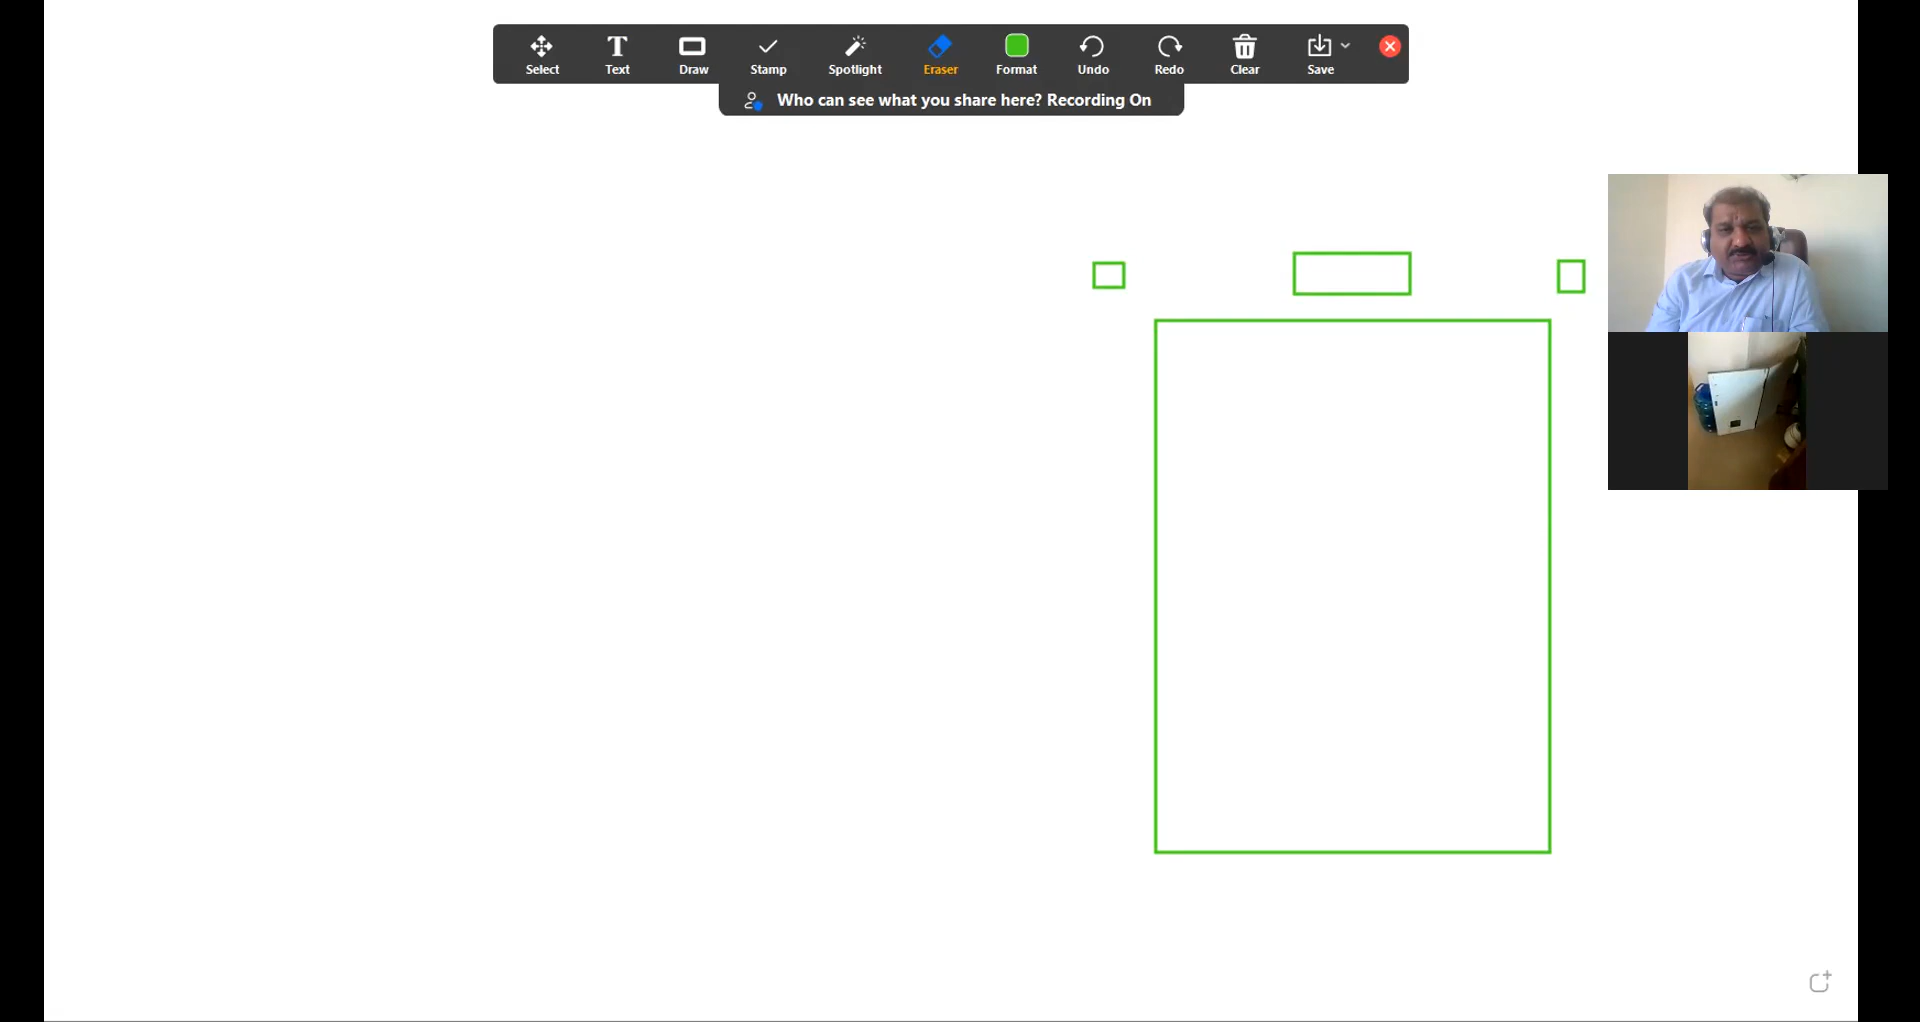 Select Text Draw Stamp Spotlight Eraser Format Undo Redo Clear Save
Who can see what you share here? Recording On